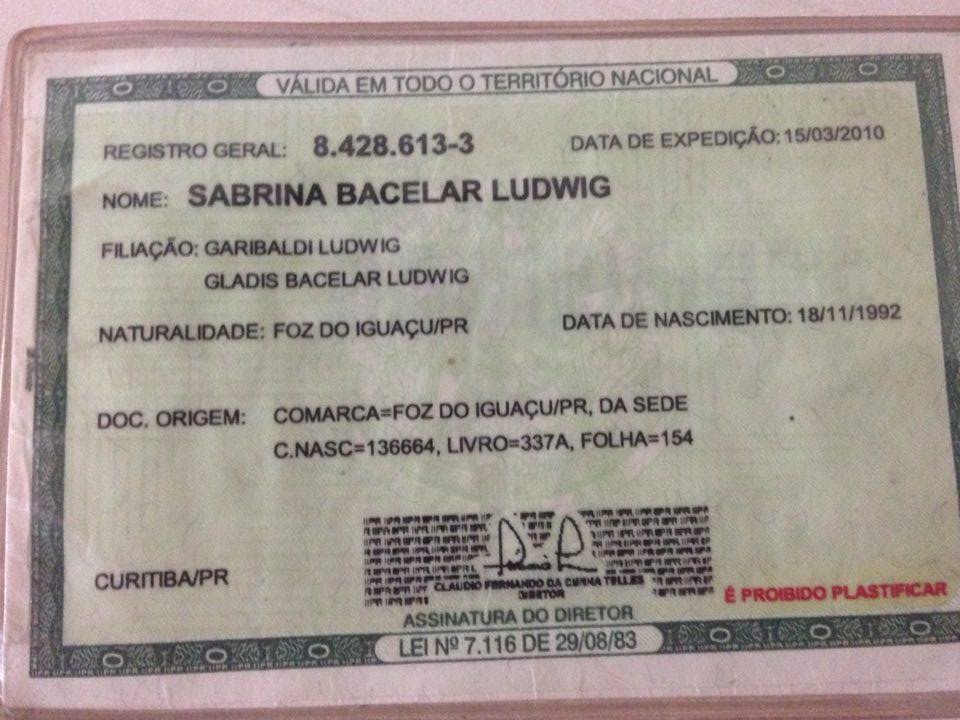 VÁLIDA EM TODO O TERRITÓRIO NACIONAL
REGISTRO GERAL: 8.428.613-3 DATA DE EXPEDIÇÃO: 15/03/2010
NOME: SABRINA BACELAR LUDWIG
FILIAÇÃO: GARIBALDI LUDWIG
GLADIS BACELAR LUDWIG
NATURALIDADE: FOZ DO IGUAÇU/PR DATA DE NASCIMENTO: 18/11/1992
DOC. ORIGEM: COMARCA=FOZ DO IGUAÇU/PR, DA SEDE
C.NASC=136664, LIVRO=337A, FOLHA=154
CURITIBA/PR
CLAUDIO FERNANDO DA CUNHA TELLES
DIRETOR
É PROIBIDO PLASTIFICAR
ASSINATURA DO DIRETOR
LEI Nº 7.116 DE 29/08/83